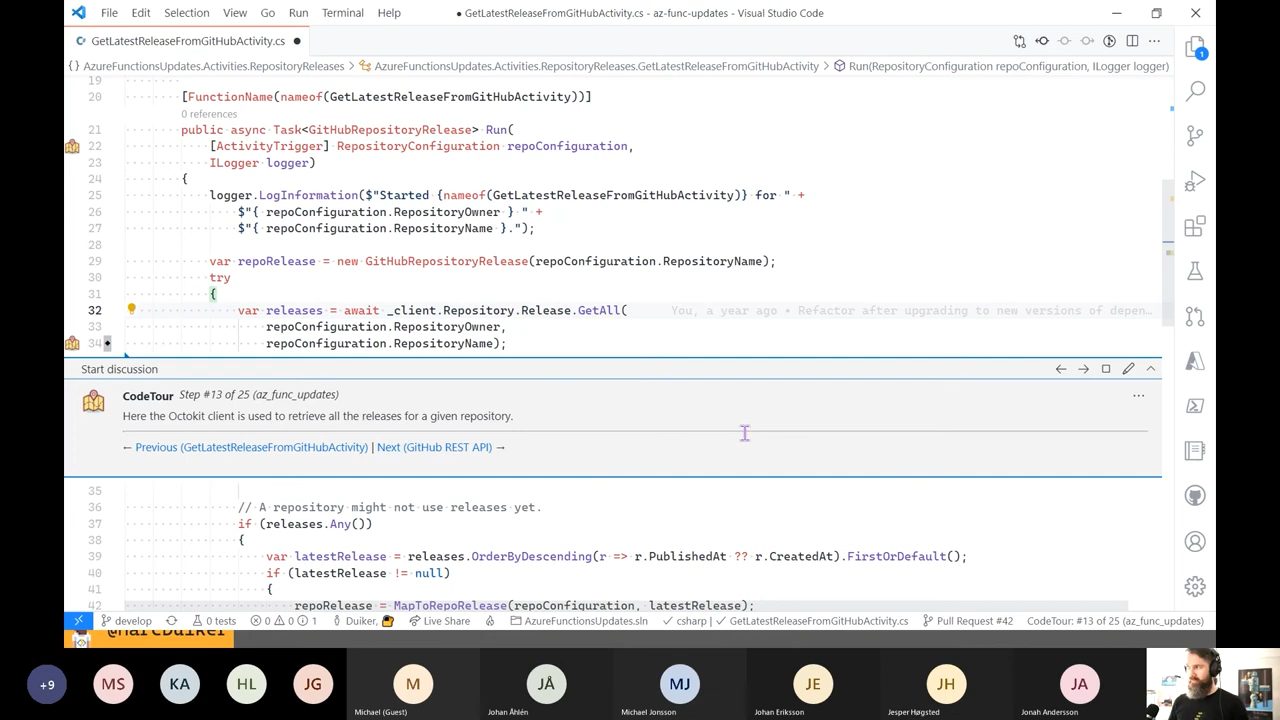 File Edit Selection View Go Run Terminal Help
● GetLatestReleaseFromGitHubActivity.cs - az-func-updates - Visual Studio Code
GetLatestReleaseFromGitHubActivity.cs ●
{ } AzureFunctionsUpdates.Activities.RepositoryReleases > AzureFunctionsUpdates.Activities.RepositoryReleases.GetLatestReleaseFromGitHubActivity > Run(RepositoryConfiguration repoConfiguration, ILogger logger)
1
19
20 [FunctionName(nameof(GetLatestReleaseFromGitHubActivity))]
0 references
21 public async Task<GitHubRepositoryRelease> Run(
22 [ActivityTrigger] RepositoryConfiguration repoConfiguration,
23 ILogger logger)
24 {
25 logger.LogInformation($"Started {nameof(GetLatestReleaseFromGitHubActivity)} for " +
26 $"{ repoConfiguration.RepositoryOwner } " +
27 $"{ repoConfiguration.RepositoryName }.");
28
29 var repoRelease = new GitHubRepositoryRelease(repoConfiguration.RepositoryName);
30 try
31 {
32 var releases = await _client.Repository.Release.GetAll( You, a year ago • Refactor after upgrading to new versions of depen…
33 repoConfiguration.RepositoryOwner,
34 repoConfiguration.RepositoryName);
Start discussion
CodeTour Step #13 of 25 (az_func_updates)
Here the Octokit client is used to retrieve all the releases for a given repository.
← Previous (GetLatestReleaseFromGitHubActivity) | Next (GitHub REST API) →
35
36 // A repository might not use releases yet.
37 if (releases.Any())
38 {
39 var latestRelease = releases.OrderByDescending(r => r.PublishedAt ?? r.CreatedAt).FirstOrDefault();
40 if (latestRelease != null)
41 {
42 repoRelease = MapToRepoRelease(repoConfiguration, latestRelease);
develop 0 tests 0 0 1 Duiker, Live Share AzureFunctionsUpdates.sln csharp | ✓ GetLatestReleaseFromGitHubActivity.cs Pull Request #42 CodeTour: #13 of 25 (az_func_updates)
@marcduiker
+9 MS KA HL JG M JÅ MJ JE JH JA
Michael (Guest) Johan Åhlén Michael Jonsson Johan Eriksson Jesper Høgsted Jonah Andersson